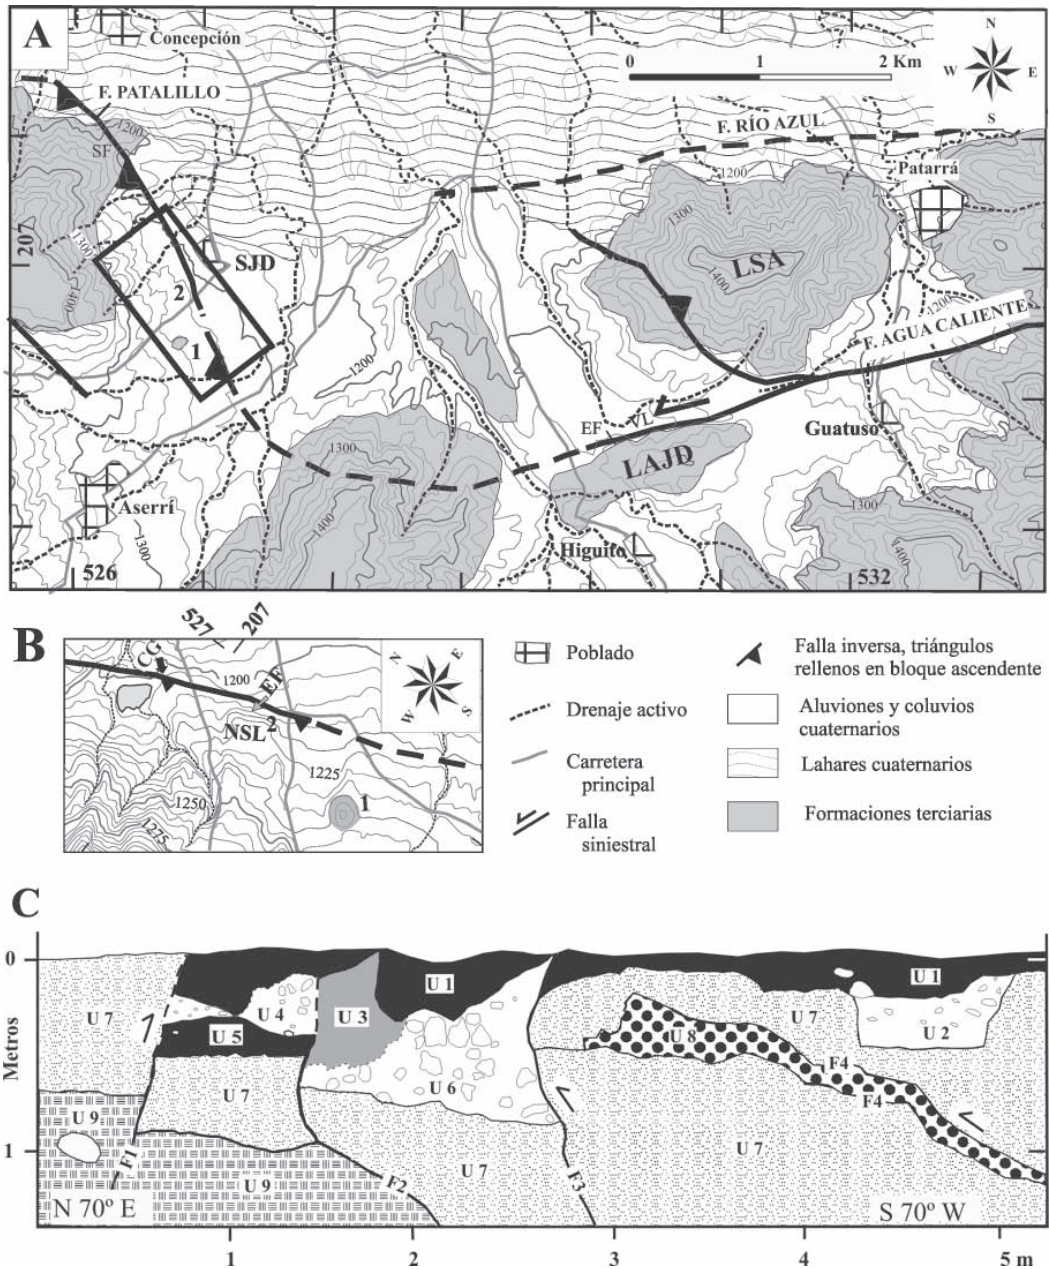 A
Concepción
0
1
2 Km
N
W
E
S
F. PATALILLO
1200
SF
F. RÍO AZUL
1200
Patarrá
207
1300
1300
SJD
LSA
1400
1400
2
1200
F. AGUA CALIENTE
1
1200
EF
VL
Guatuso
LAJD
1300
Aserrí
1400
1300
1300
Higuito
1400
526
532
B
527
207
CG
EF
1200
N
E
W
S
NSL
2
1225
1
1250
1275
Poblado
Drenaje activo
Carretera
principal
Falla
siniestral
Falla inversa, triángulos
rellenos en bloque ascendente
Aluviones y coluvios
cuaternarios
Lahares cuaternarios
Formaciones terciarias
C
0
Metros
1
U 7
U 4
U 5
U 3
U 1
U 1
U 7
U 2
U 8
U 7
U 6
F4
F4
U 9
U 7
U 7
U 9
F1
F2
F3
N 70º E
S 70º W
1
2
3
4
5 m